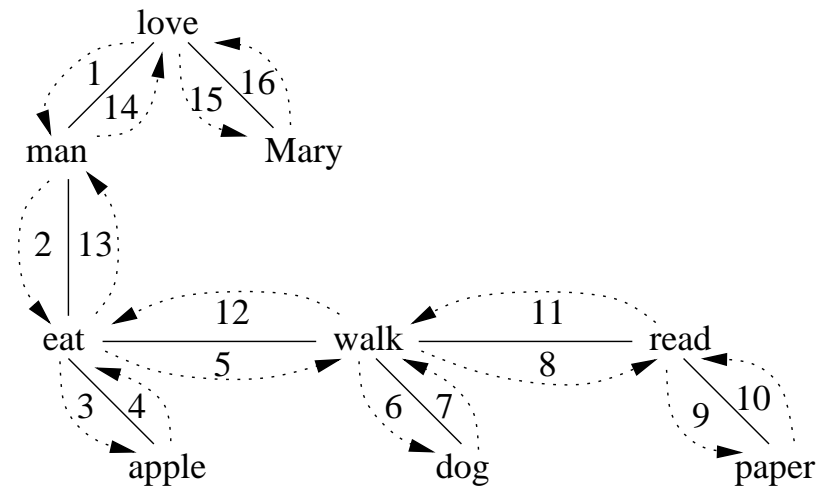 love
1 14 15 16
man Mary
2 13
12 11
eat walk read
5 8
3 4 6 7 9 10
apple dog paper